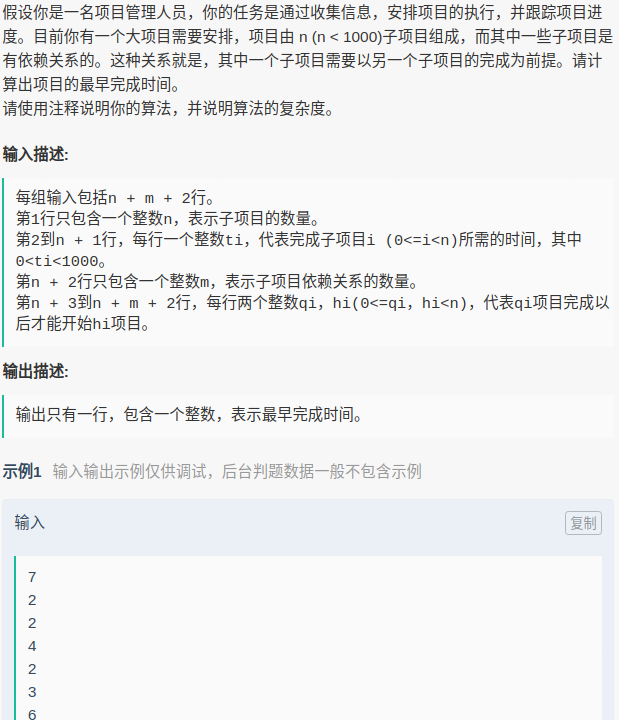 假设你是一名项目管理人员，你的任务是通过收集信息，安排项目的执行，并跟踪项目进
度。目前你有一个大项目需要安排，项目由 n (n < 1000)子项目组成，而其中一些子项目是
有依赖关系的。这种关系就是，其中一个子项目需要以另一个子项目的完成为前提。请计
算出项目的最早完成时间。
请使用注释说明你的算法，并说明算法的复杂度。
输入描述:
每组输入包括n + m + 2行。
第1行只包含一个整数n，表示子项目的数量。
第2到n + 1行，每行一个整数ti，代表完成子项目i (0<=i<n)所需的时间，其中
0<ti<1000。
第n + 2行只包含一个整数m，表示子项目依赖关系的数量。
第n + 3到n + m + 2行，每行两个整数qi，hi(0<=qi，hi<n)，代表qi项目完成以
后才能开始hi项目。
输出描述:
输出只有一行，包含一个整数，表示最早完成时间。
示例1 输入输出示例仅供调试，后台判题数据一般不包含示例
输入 复制
7
2
2
4
2
3
6